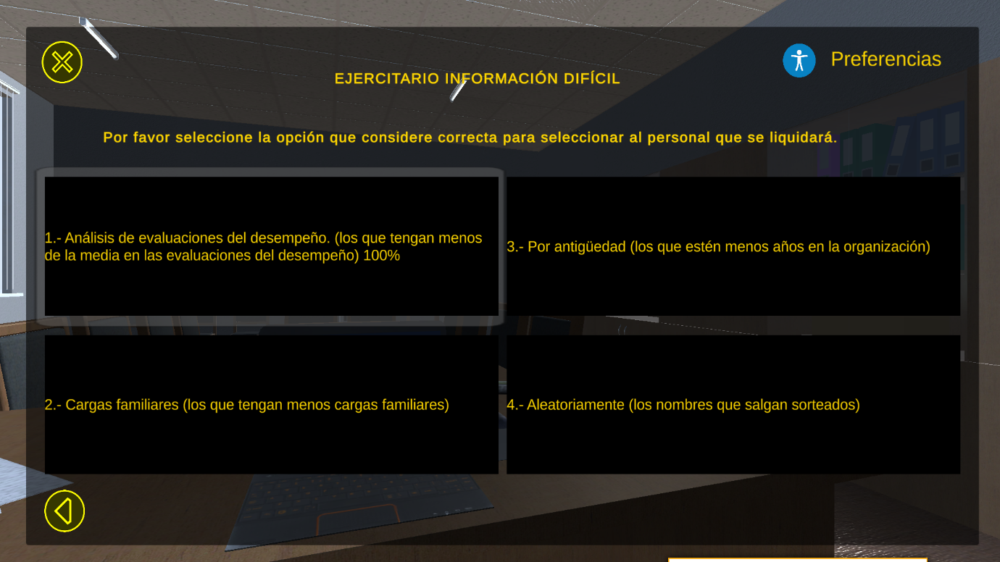 Preferencias
EJERCITARIO INFORMACIÓN DIFÍCIL
Por favor seleccione la opción que considere correcta para seleccionar al personal que se liquidará.
1.- Análisis de evaluaciones del desempeño. (los que tengan menos
de la media en las evaluaciones del desempeño) 100%
3.- Por antigüedad (los que estén menos años en la organización)
2.- Cargas familiares (los que tengan menos cargas familiares)
4.- Aleatoriamente (los nombres que salgan sorteados)